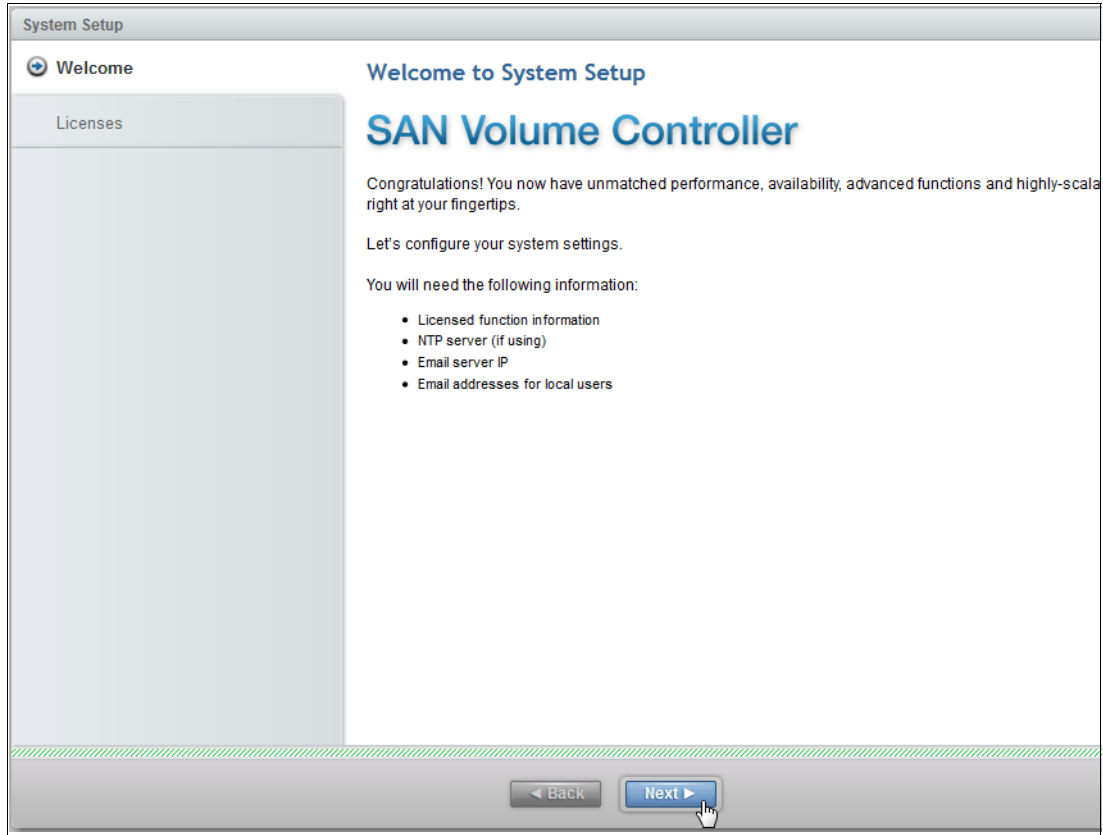 System Setup
Welcome
Licenses
Welcome to System Setup
SAN Volume Controller
Congratulations! You now have unmatched performance, availability, advanced functions and highly-scala
right at your fingertips.
Let's configure your system settings.
You will need the following information:
• Licensed function information
• NTP server (if using)
• Email server IP
• Email addresses for local users
◄ Back Next ►